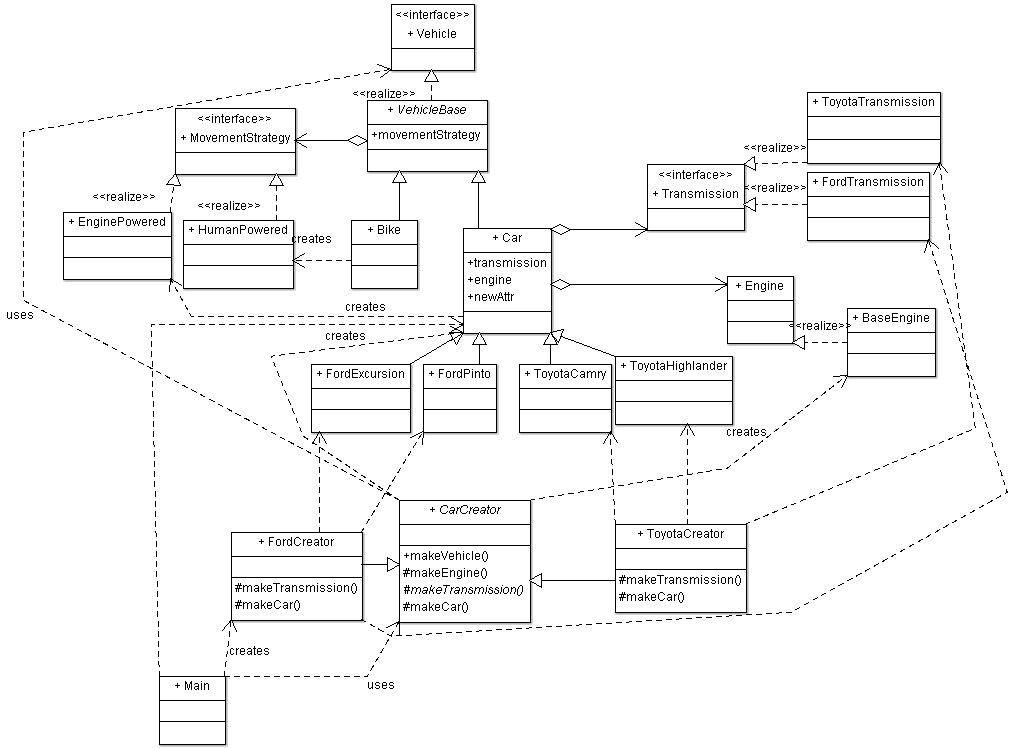 <<interface>>
+ Vehicle
<<realize>>
+ VehicleBase
+movementStrategy
<<interface>>
+ MovementStrategy
+ ToyotaTransmission
<<realize>>
<<interface>>
+ Transmission
<<realize>>
+ FordTransmission
<<realize>>
<<realize>>
+ EnginePowered
+ HumanPowered
creates
+ Bike
+ Car
+transmission
+engine
+newAttr
+ Engine
<<realize>>
+ BaseEngine
uses
creates
creates
+ FordExcursion
+ FordPinto
+ ToyotaCamry
+ ToyotaHighlander
creates
+ CarCreator
+makeVehicle()
#makeEngine()
#makeTransmission()
#makeCar()
+ FordCreator
#makeTransmission()
#makeCar()
+ ToyotaCreator
#makeTransmission()
#makeCar()
creates
+ Main
uses